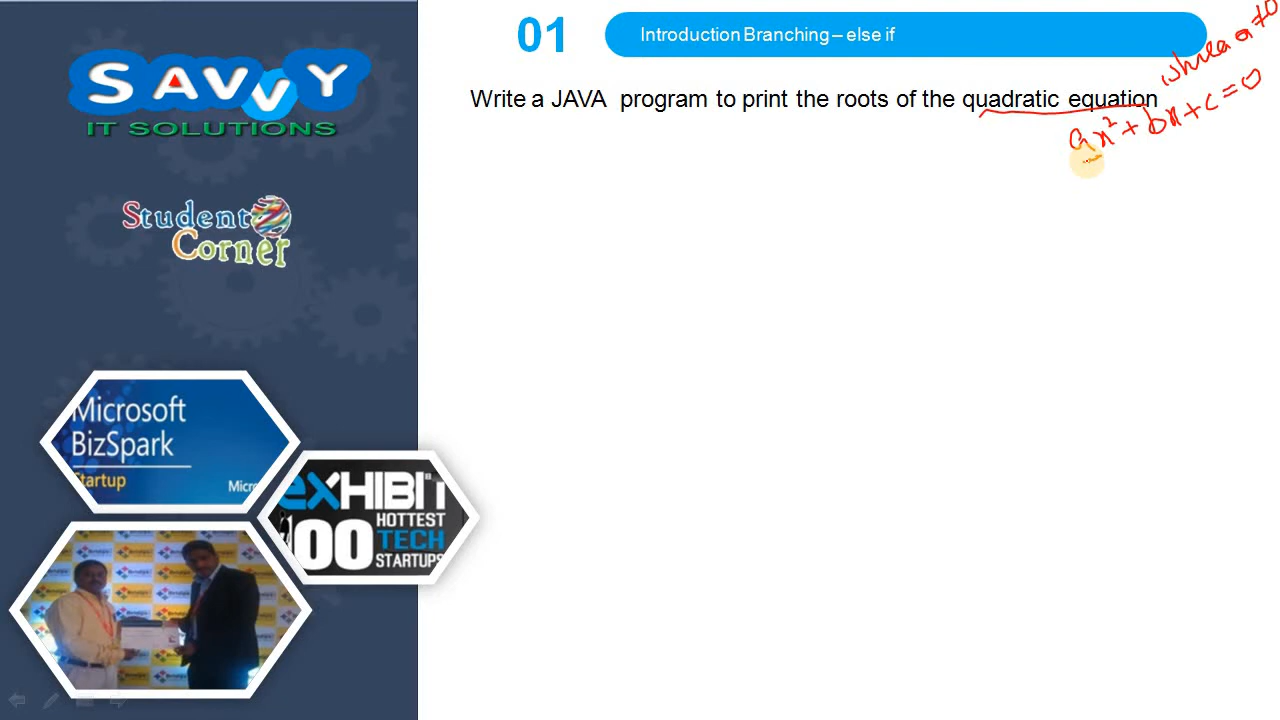 01
Introduction Branching – else if
Write a JAVA program to print the roots of the quadratic equation
where a ≠ 0
ax² + bx + c = 0
SAVVY
IT SOLUTIONS
Student
Corner
Microsoft
BizSpark
Startup
Micro
eXHIBIT
100 HOTTEST
TECH
STARTUPS